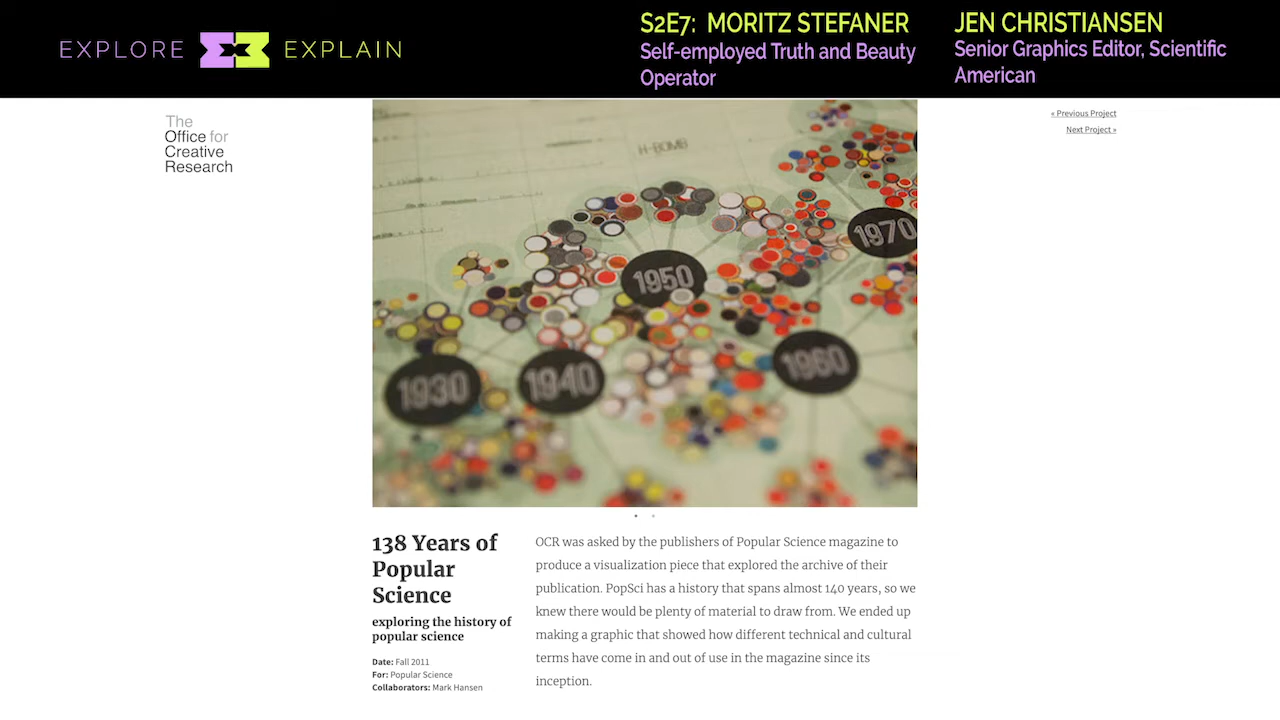 EXPLORE EXPLAIN
S2E7: MORITZ STEFANER
Self-employed Truth and Beauty
Operator
JEN CHRISTIANSEN
Senior Graphics Editor, Scientific
American
The
Office for
Creative
Research
« Previous Project
Next Project »
H-BOMB
1970
1950
1960
1940
1930
138 Years of
Popular
Science
exploring the history of
popular science
Date: Fall 2011
For: Popular Science
Collaborators: Mark Hansen
OCR was asked by the publishers of Popular Science magazine to
produce a visualization piece that explored the archive of their
publication. PopSci has a history that spans almost 140 years, so we
knew there would be plenty of material to draw from. We ended up
making a graphic that showed how different technical and cultural
terms have come in and out of use in the magazine since its
inception.